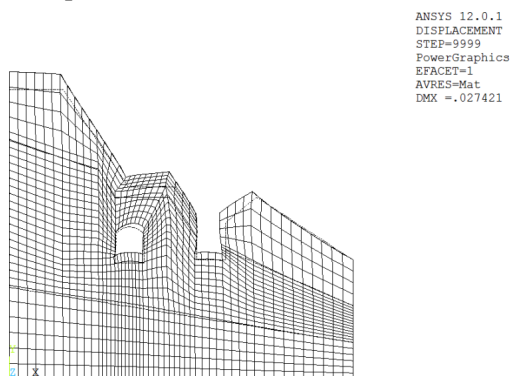 ANSYS 12.0.1
DISPLACEMENT
STEP=9999
PowerGraphics
EFACET=1
AVRES=Mat
DMX =.027421
Y
Z X